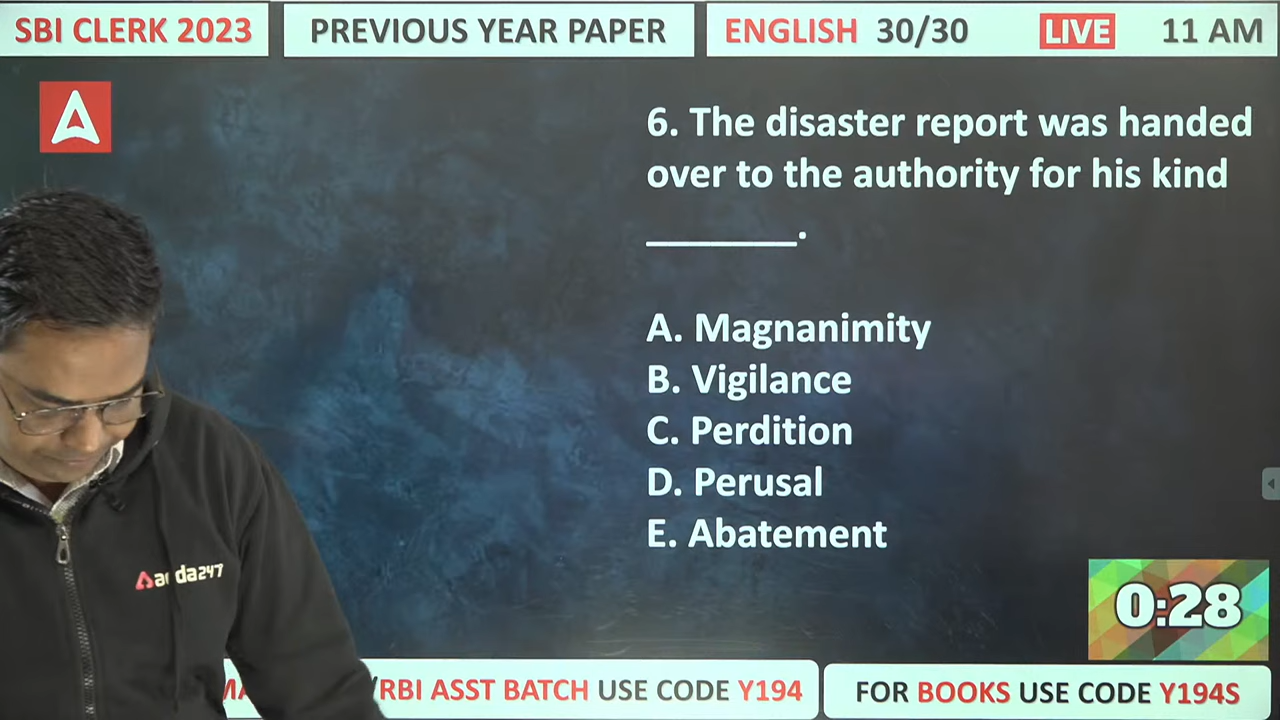 SBI CLERK 2023
PREVIOUS YEAR PAPER
ENGLISH 30/30 LIVE 11 AM
6. The disaster report was handed
over to the authority for his kind
________.
A. Magnanimity
B. Vigilance
C. Perdition
D. Perusal
E. Abatement
0:28
/RBI ASST BATCH USE CODE Y194
FOR BOOKS USE CODE Y194S